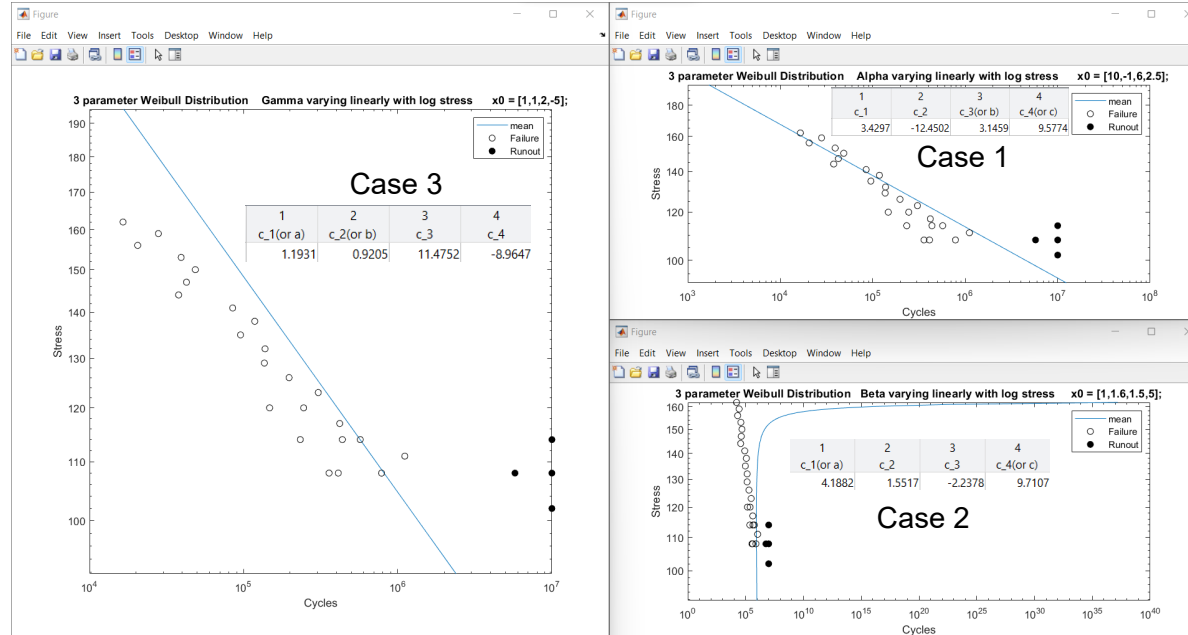 Figure
File Edit View Insert Tools Desktop Window Help
3 parameter Weibull Distribution Gamma varying linearly with log stress x0 = [1,1,2,-5];
mean
Failure
Runout
Case 3
1 2 3 4
c_1(or a) c_2(or b) c_3 c_4
1.1931 0.9205 11.4752 -8.9647
190
180
170
160
150
140
130
120
110
100
Stress
10^4 10^5 10^6 10^7
Cycles
Figure
File Edit View Insert Tools Desktop Window Help
3 parameter Weibull Distribution Alpha varying linearly with log stress x0 = [10,-1,6,2.5];
1 2 3 4
c_1 c_2 c_3(or b) c_4(or c)
3.4297 -12.4502 3.1459 9.5774
mean
Failure
Runout
Case 1
180
160
140
120
100
Stress
10^3 10^4 10^5 10^6 10^7 10^8
Cycles
Figure
File Edit View Insert Tools Desktop Window Help
3 parameter Weibull Distribution Beta varying linearly with log stress x0 = [1,1.6,1.5,5];
mean
Failure
Runout
1 2 3 4
c_1(or a) c_2 c_3 c_4(or c)
4.1882 1.5517 -2.2378 9.7107
Case 2
160
150
140
130
120
110
100
Stress
10^0 10^5 10^10 10^15 10^20 10^25 10^30 10^35 10^40
Cycles